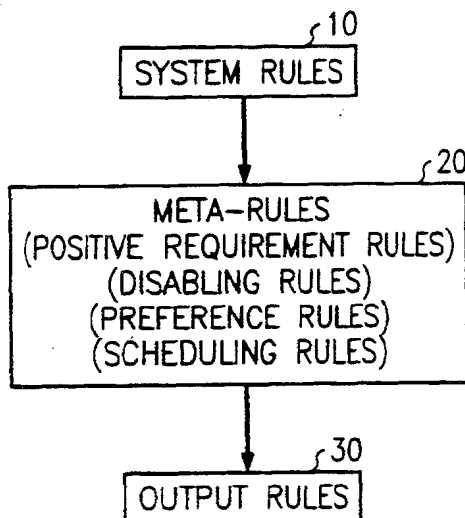 10
SYSTEM RULES
20
META-RULES
(POSITIVE REQUIREMENT RULES)
(DISABLING RULES)
(PREFERENCE RULES)
(SCHEDULING RULES)
30
OUTPUT RULES